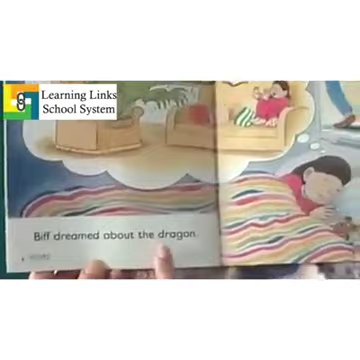 Learning Links
School System
Biff dreamed about the dragon.